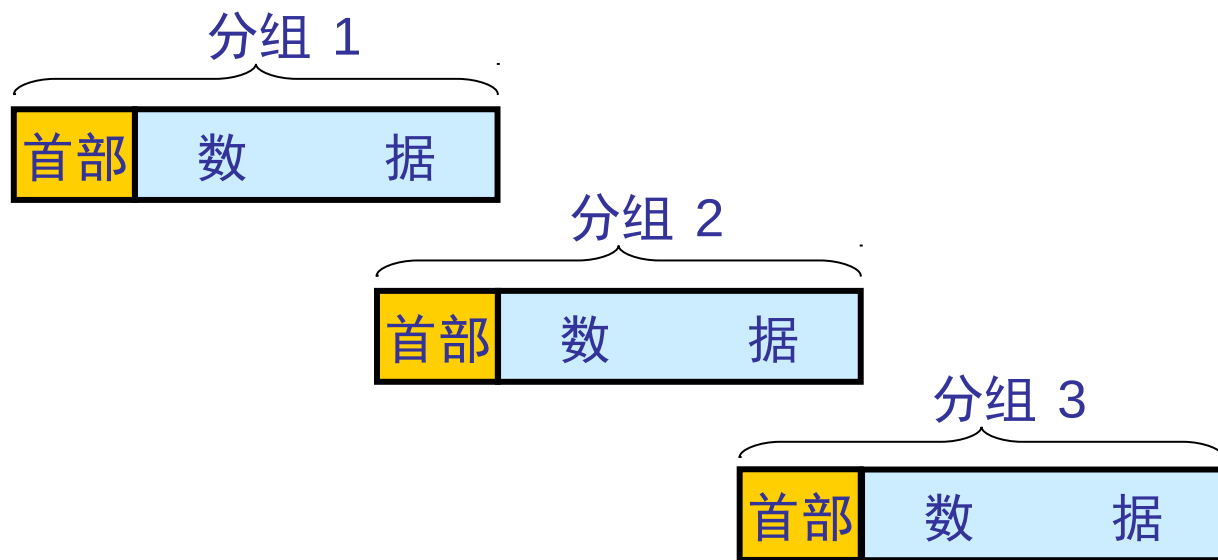 分组 1
首部 数 据
分组 2
首部 数 据
分组 3
首部 数 据